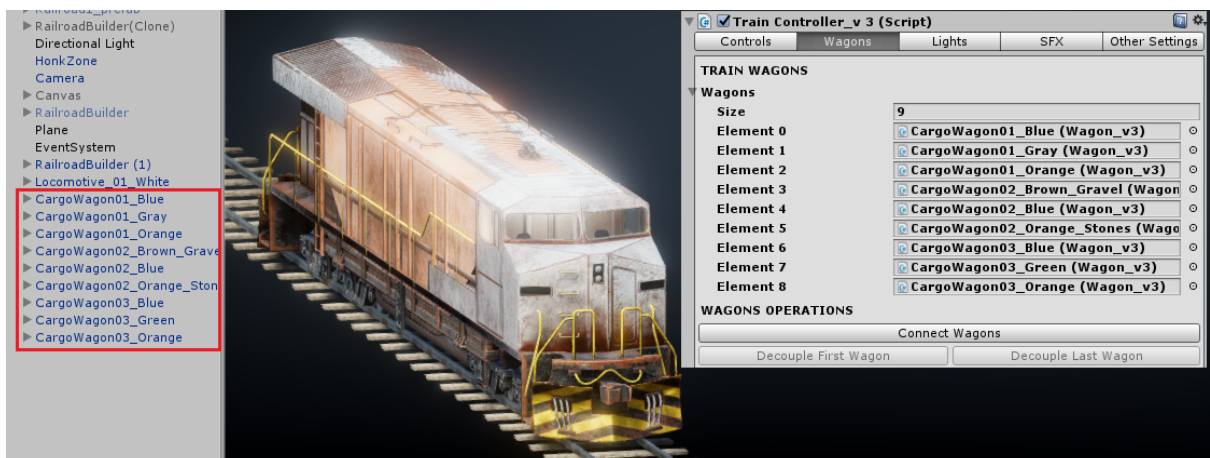 Railroad1_prefab
RailroadBuilder(Clone)
Directional Light
HonkZone
Camera
Canvas
RailroadBuilder
Plane
EventSystem
RailroadBuilder (1)
Locomotive_01_White
CargoWagon01_Blue
CargoWagon01_Gray
CargoWagon01_Orange
CargoWagon02_Brown_Grave
CargoWagon02_Blue
CargoWagon02_Orange_Ston
CargoWagon03_Blue
CargoWagon03_Green
CargoWagon03_Orange
Train Controller_v 3 (Script)
Controls Wagons Lights SFX Other Settings
TRAIN WAGONS
Wagons
Size 9
Element 0 CargoWagon01_Blue (Wagon_v3)
Element 1 CargoWagon01_Gray (Wagon_v3)
Element 2 CargoWagon01_Orange (Wagon_v3)
Element 3 CargoWagon02_Brown_Gravel (Wagon
Element 4 CargoWagon02_Blue (Wagon_v3)
Element 5 CargoWagon02_Orange_Stones (Wago
Element 6 CargoWagon03_Blue (Wagon_v3)
Element 7 CargoWagon03_Green (Wagon_v3)
Element 8 CargoWagon03_Orange (Wagon_v3)
WAGONS OPERATIONS
Connect Wagons
Decouple First Wagon Decouple Last Wagon